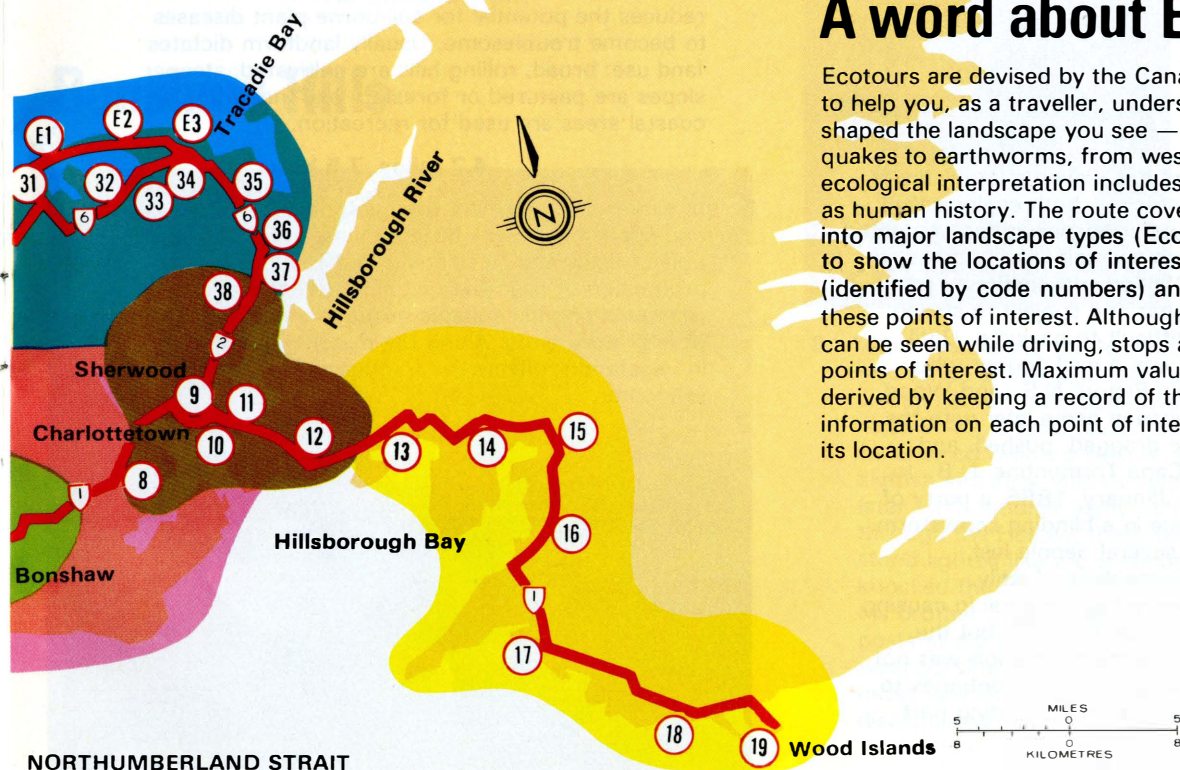 A word about E
Ecotours are devised by the Cana
to help you, as a traveller, unders
shaped the landscape you see —
quakes to earthworms, from wes
ecological interpretation includes
as human history. The route cove
into major landscape types (Eco
to show the locations of interes
(identified by code numbers) an
these points of interest. Although
can be seen while driving, stops a
points of interest. Maximum valu
derived by keeping a record of th
information on each point of inte
its location.
Tracadie Bay
E1
E2
E3
31
32
33
34
35
6
6
36
37
38
Hillsborough River
N
2
Sherwood
9
11
Charlottetown
10
12
13
14
15
8
1
16
Hillsborough Bay
Bonshaw
1
17
18
19
Wood Islands
NORTHUMBERLAND STRAIT
MILES
5 0 5
8 0 8
KILOMETRES